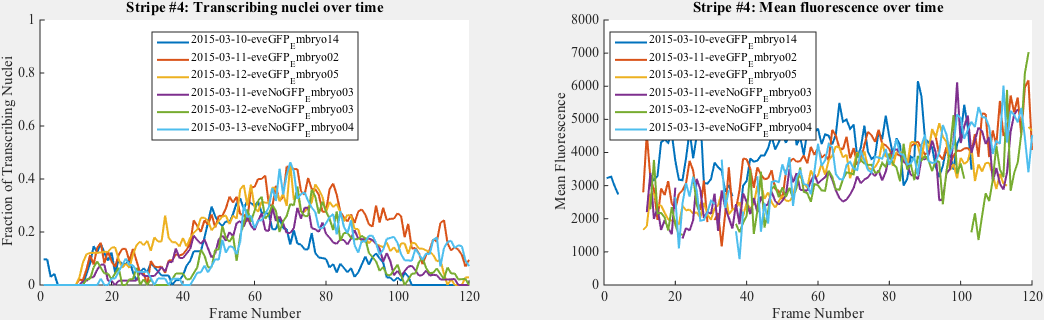 Stripe #4: Transcribing nuclei over time
1
0.8
0.6
0.4
0.2
0
Fraction of Transcribing Nuclei
2015-03-10-eveGFP_Embryo14
2015-03-11-eveGFP_Embryo02
2015-03-12-eveGFP_Embryo05
2015-03-11-eveNoGFP_Embryo03
2015-03-12-eveNoGFP_Embryo03
2015-03-13-eveNoGFP_Embryo04
0 20 40 60 80 100 120
Frame Number
Stripe #4: Mean fluorescence over time
8000
7000
6000
5000
4000
3000
2000
1000
0
Mean Fluorescence
2015-03-10-eveGFP_Embryo14
2015-03-11-eveGFP_Embryo02
2015-03-12-eveGFP_Embryo05
2015-03-11-eveNoGFP_Embryo03
2015-03-12-eveNoGFP_Embryo03
2015-03-13-eveNoGFP_Embryo04
0 20 40 60 80 100 120
Frame Number